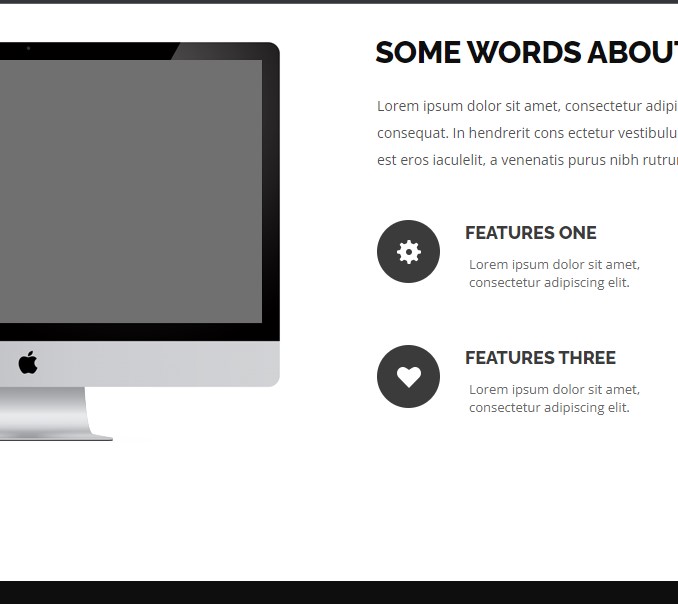 SOME WORDS ABOUT
Lorem ipsum dolor sit amet, consectetur adipi
consequat. In hendrerit cons ectetur vestibulu
est eros iaculelit, a venenatis purus nibh rutru
FEATURES ONE
Lorem ipsum dolor sit amet,
consectetur adipiscing elit.
FEATURES THREE
Lorem ipsum dolor sit amet,
consectetur adipiscing elit.